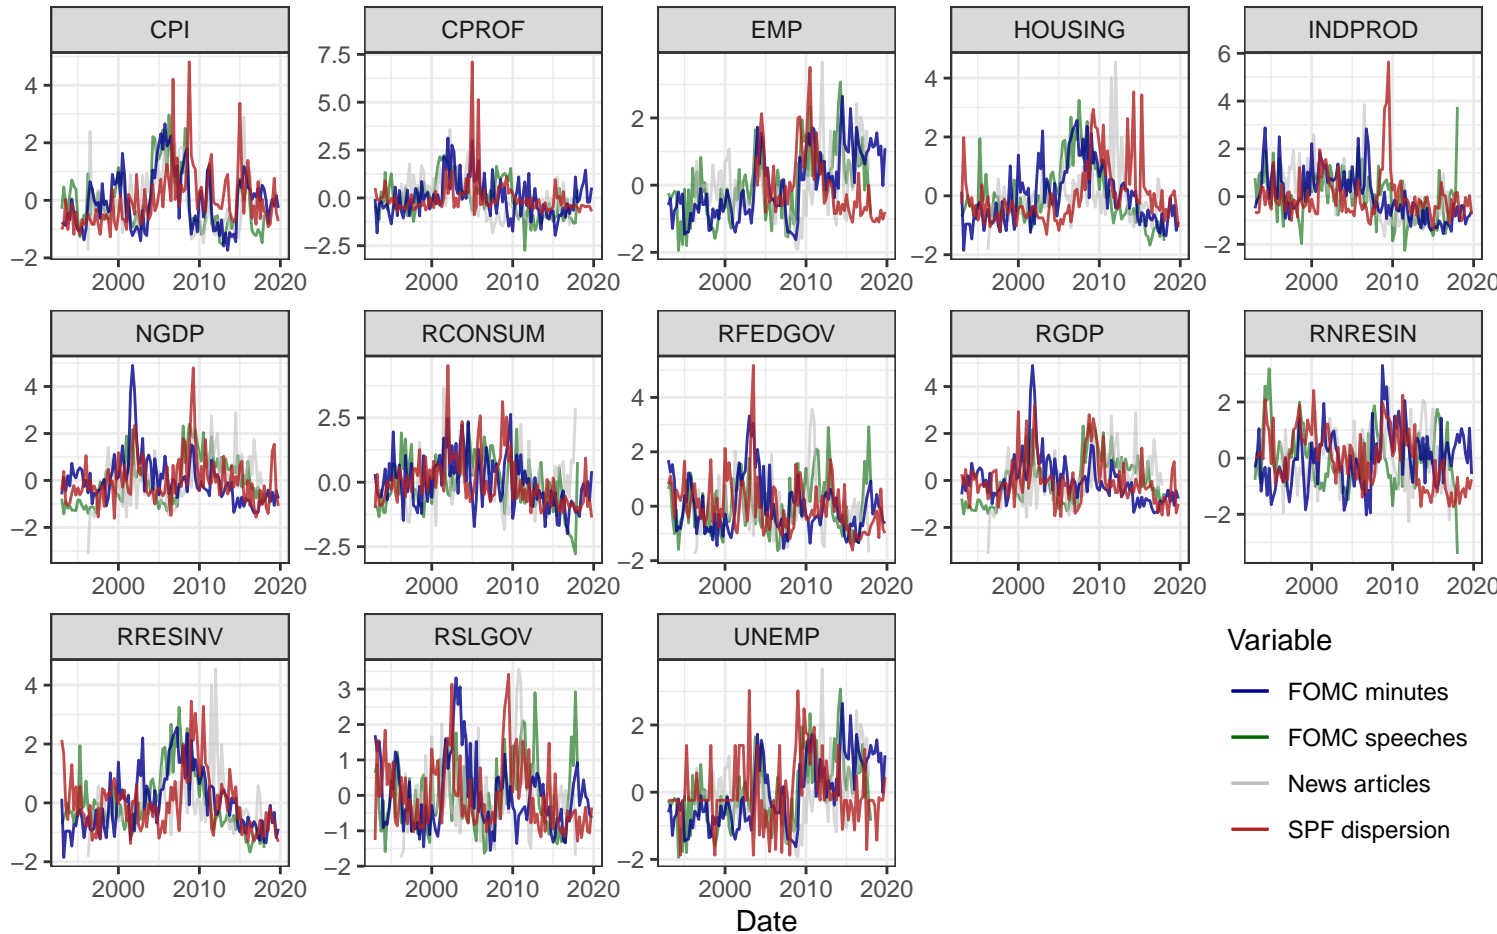 CPI CPROF EMP HOUSING INDPROD
4 2 0 −2
7.5 5.0 2.5 0.0 −2.5
2 0 −2
4 2 0 −2
6 4 2 0 −2
2000 2010 2020 2000 2010 2020 2000 2010 2020 2000 2010 2020 2000 2010 2020
NGDP RCONSUM RFEDGOV RGDP RNRESIN
4 2 0 −2
2.5 0.0 −2.5
4 2 0 −2
4 2 0 −2
2 0 −2
2000 2010 2020 2000 2010 2020 2000 2010 2020 2000 2010 2020 2000 2010 2020
RRESINV RSLGOV UNEMP
4 2 0 −2
3 2 1 0 −1 −2
2 0 −2
2000 2010 2020 2000 2010 2020 2000 2010 2020
Date
Variable
FOMC minutes
FOMC speeches
News articles
SPF dispersion